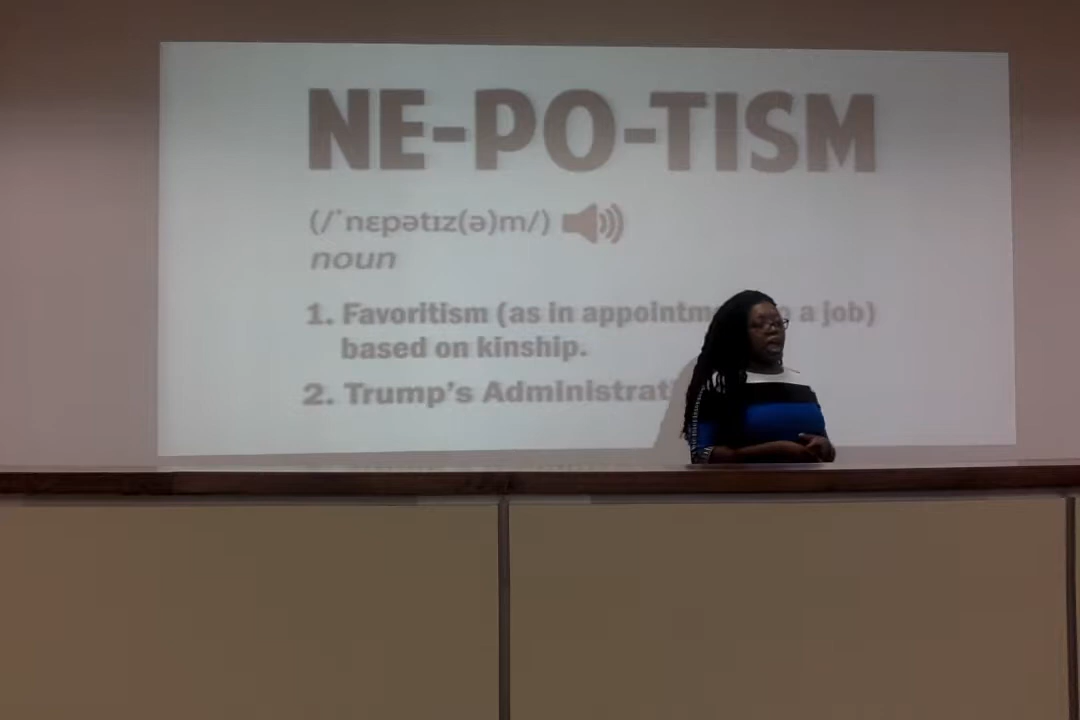 NE-PO-TISM
(/ˈnɛpətɪz(ə)m/)
noun
1. Favoritism (as in a job)
based on kinship.
2. Trump's